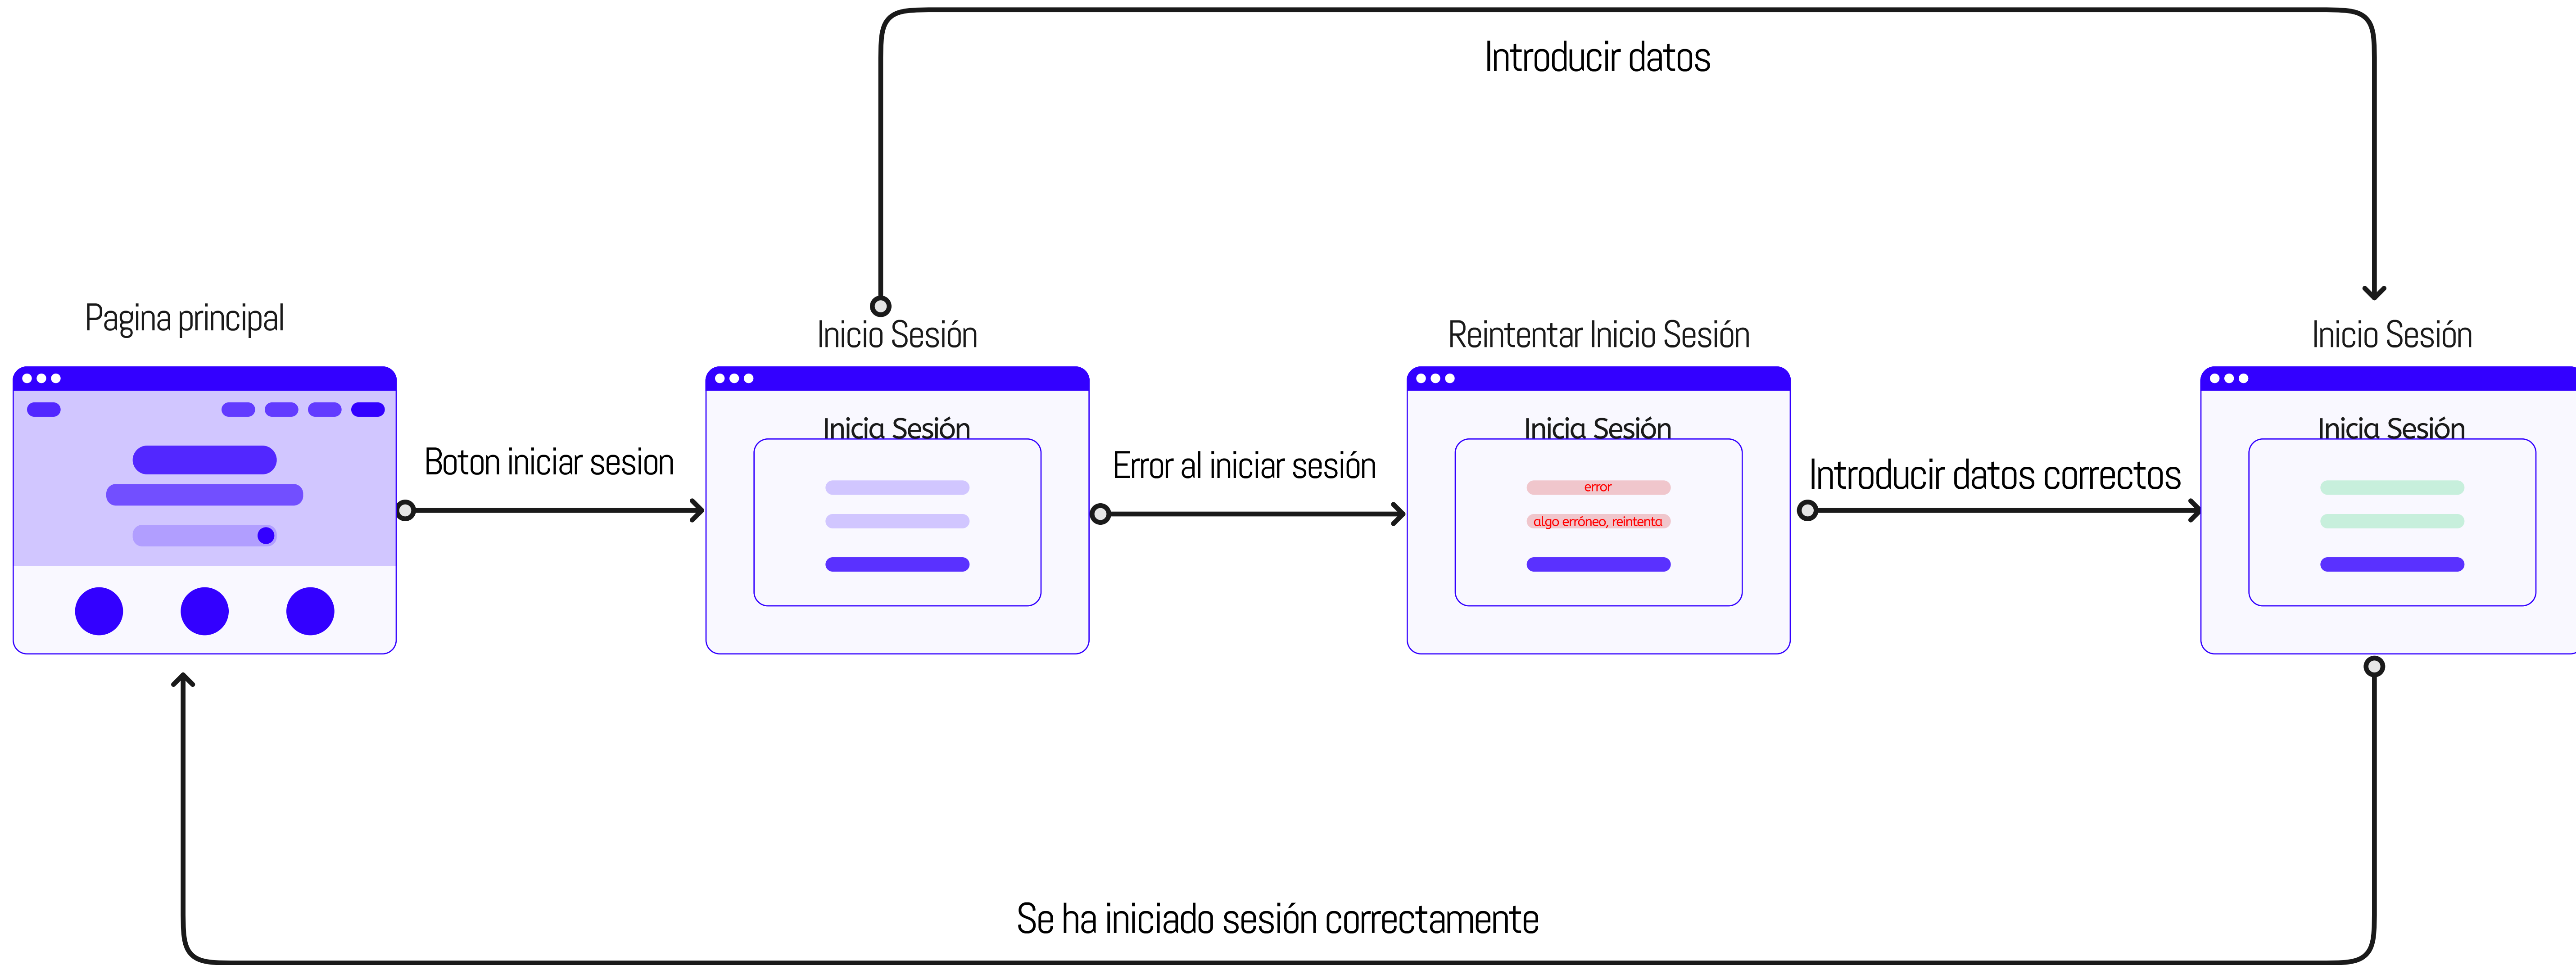 Introducir datos
Pagina principal
Inicio Sesión
Reintentar Inicio Sesión
Inicio Sesión
Inicia Sesión
Inicia Sesión
Inicia Sesión
Boton iniciar sesion
Error al iniciar sesión
Introducir datos correctos
error
algo erróneo, reintenta
Se ha iniciado sesión correctamente